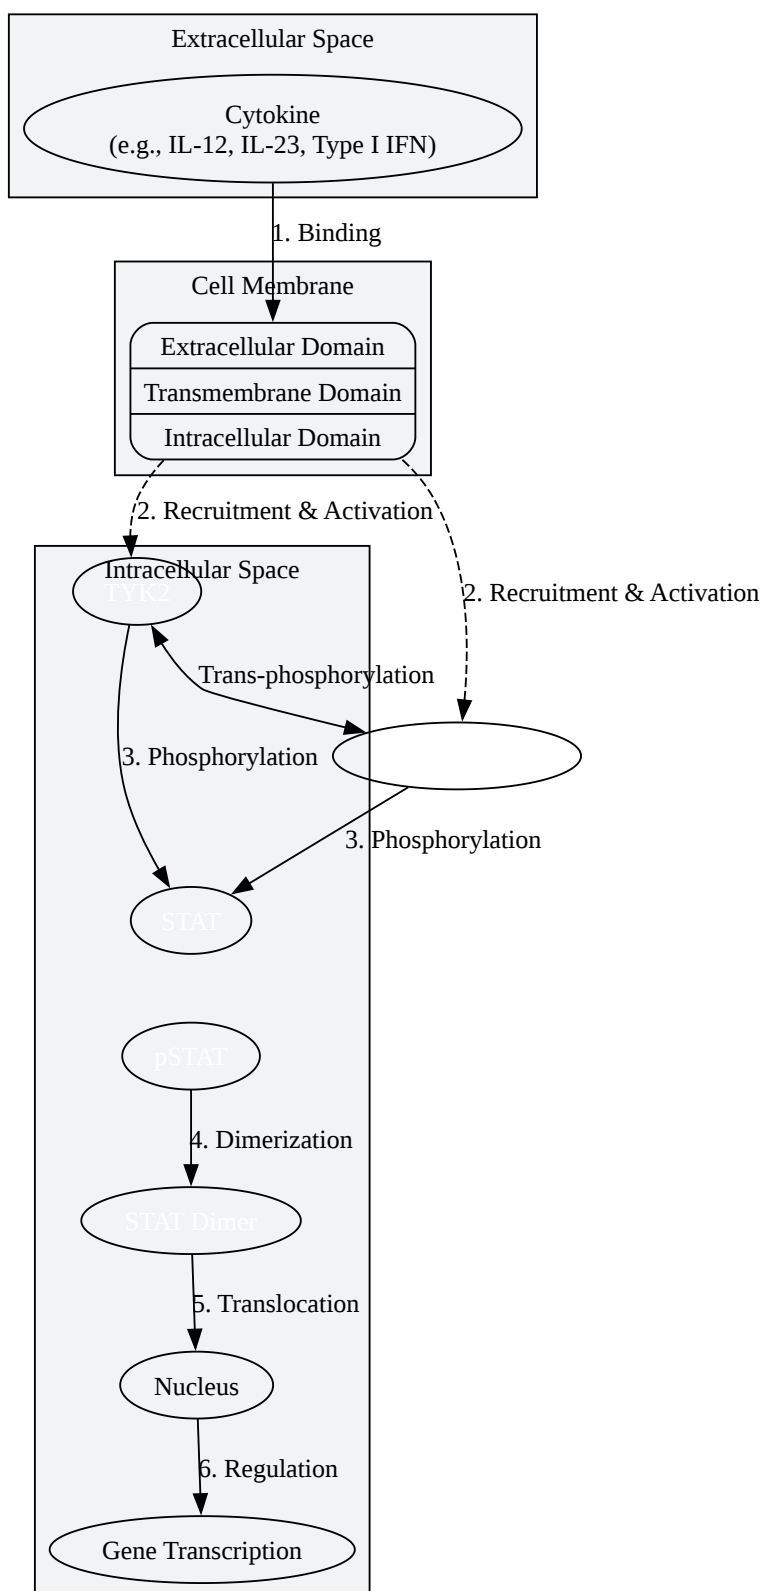 Extracellular Space
Cytokine
(e.g., IL-12, IL-23, Type I IFN)
1. Binding
Cell Membrane
Extracellular Domain
Transmembrane Domain
Intracellular Domain
2. Recruitment & Activation
Intracellular Space
TYK2
2. Recruitment & Activation
Trans-phosphorylation
3. Phosphorylation
3. Phosphorylation
STAT
pSTAT
4. Dimerization
STAT Dimer
5. Translocation
Nucleus
6. Regulation
Gene Transcription